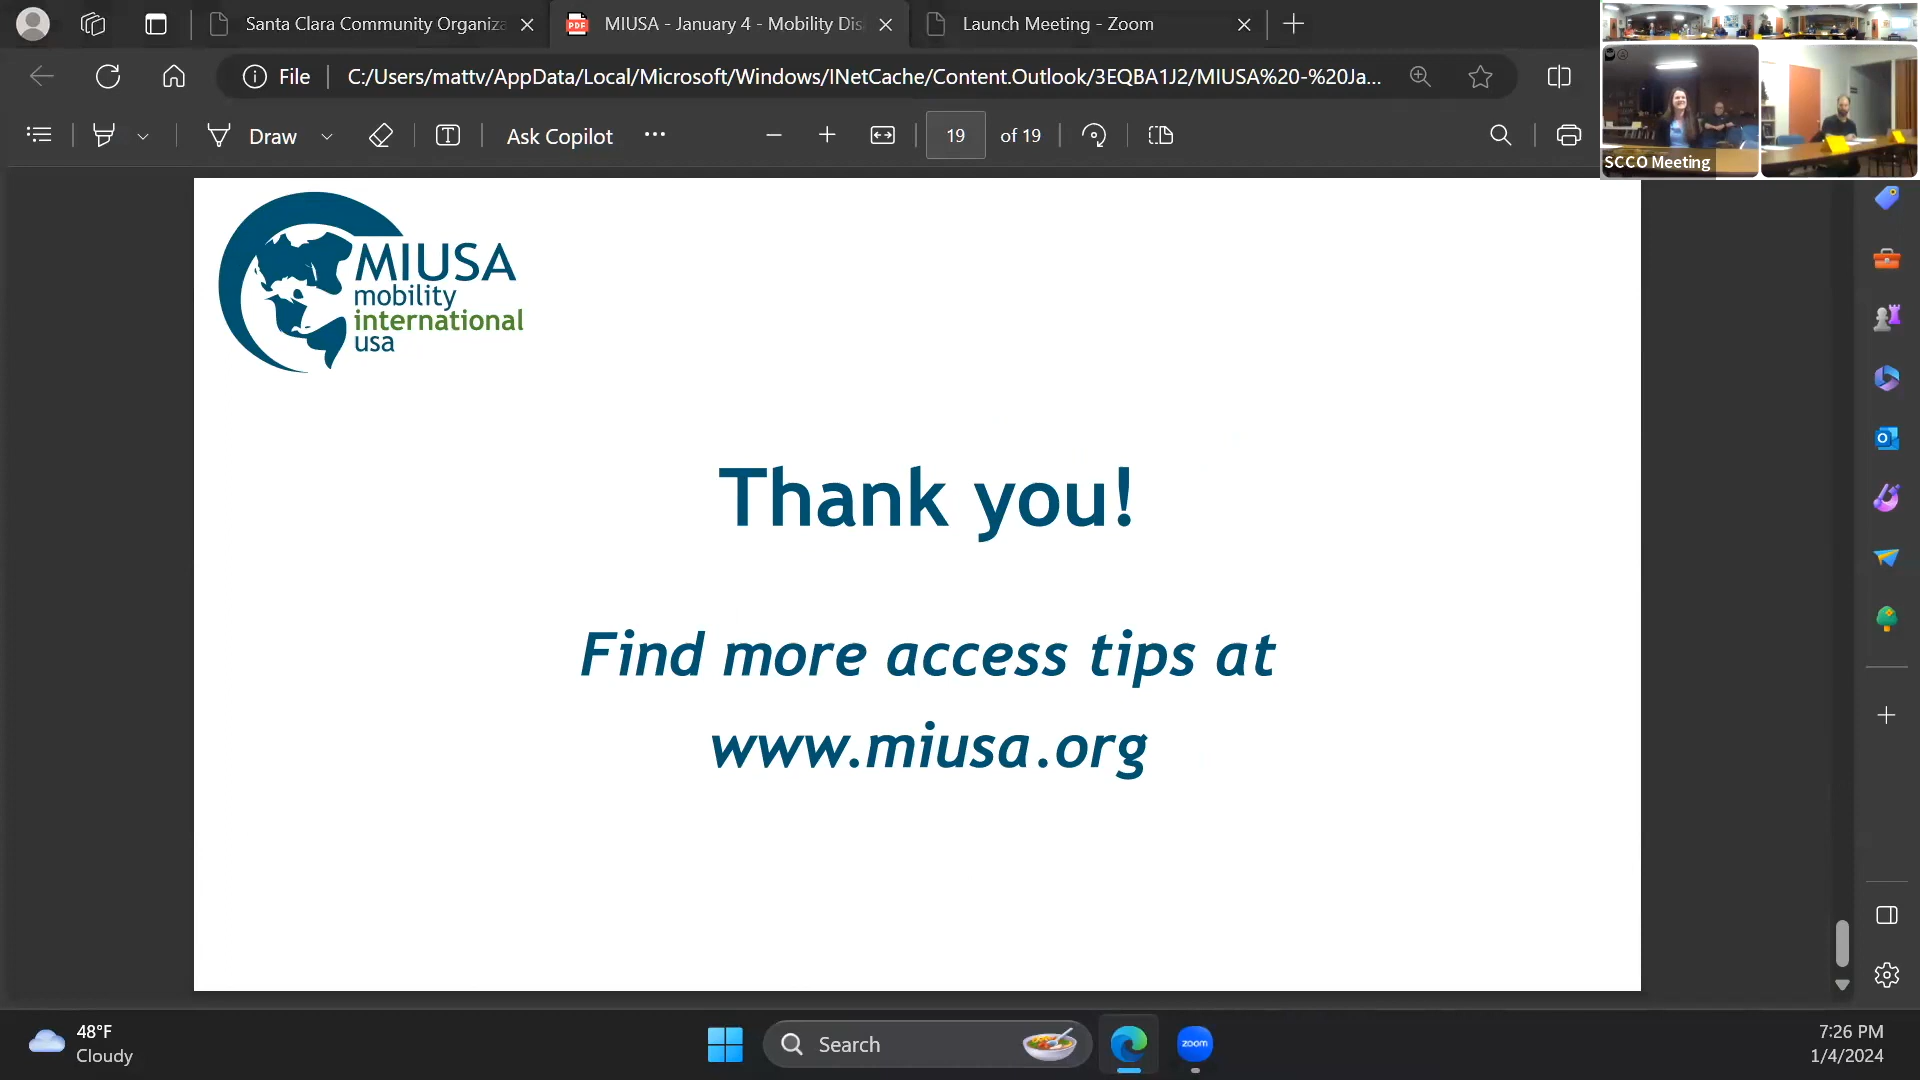 Santa Clara Community Organiza
MIUSA - January 4 - Mobility Dis
Launch Meeting - Zoom
File
C:/Users/mattv/AppData/Local/Microsoft/Windows/INetCache/Content.Outlook/3EQBA1J2/MIUSA%20-%20Ja...
Draw
Ask Copilot
19
of 19
SCCO Meeting
MIUSA
mobility
international
usa
Thank you!
Find more access tips at
www.miusa.org
48°F
Cloudy
Search
zoom
7:26 PM
1/4/2024